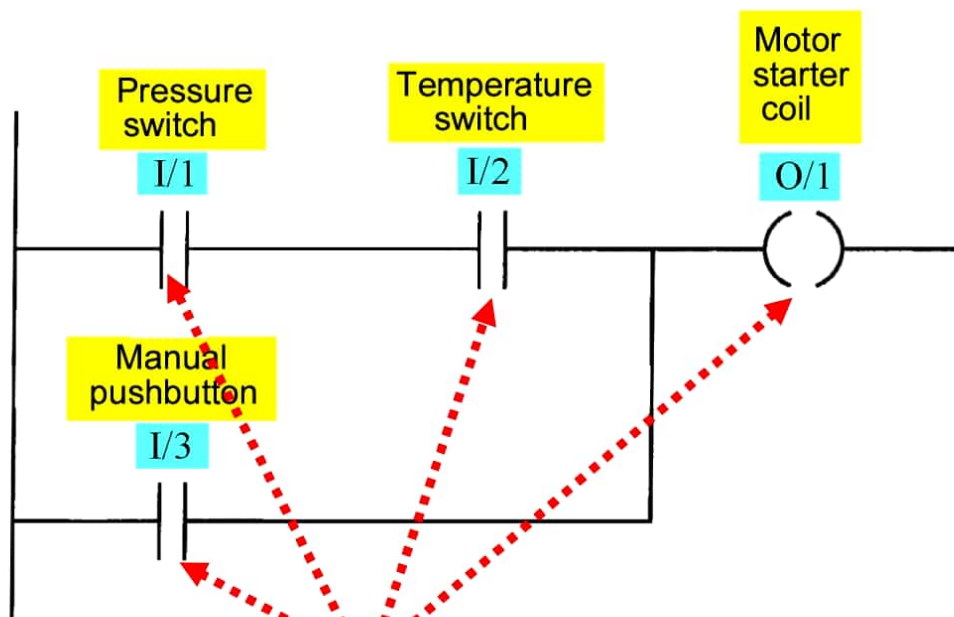 Pressure
switch
I/1
Temperature
switch
I/2
Motor
starter
coil
O/1
Manual
pushbutton
I/3